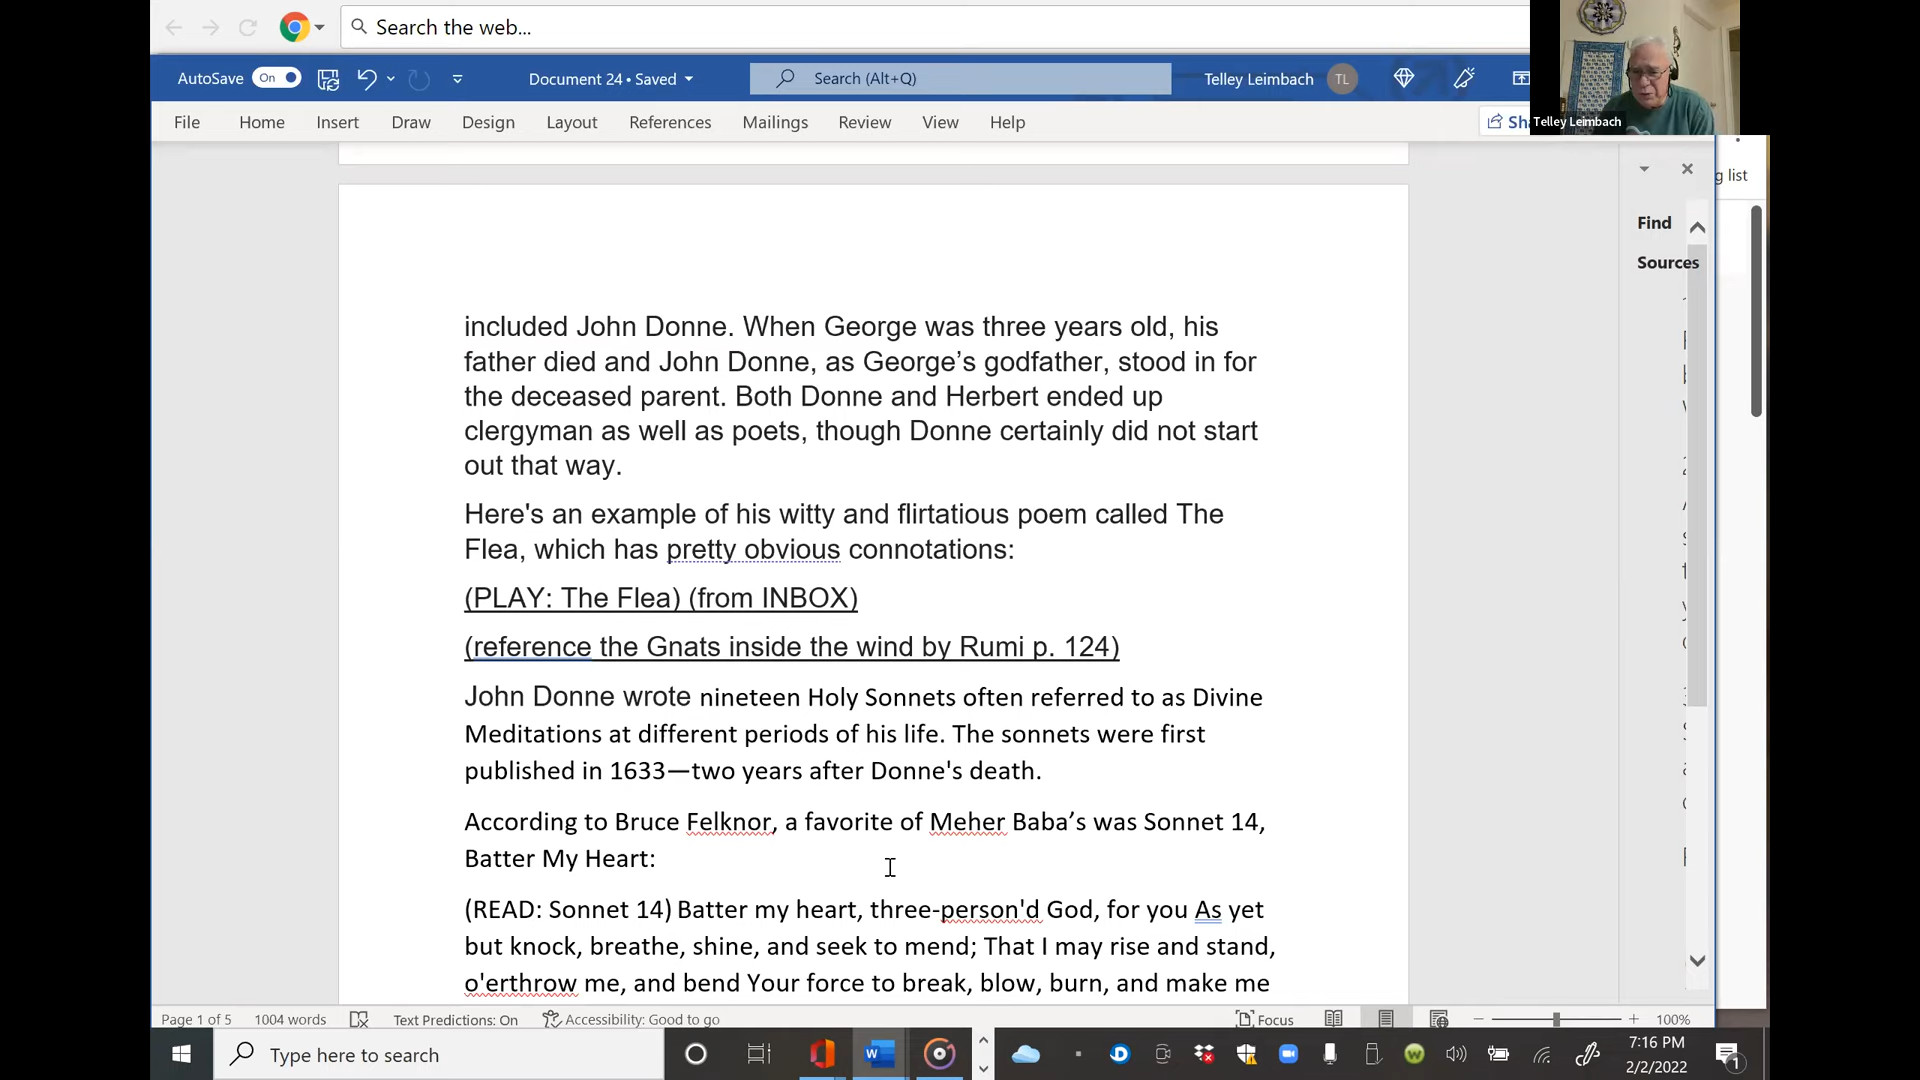 Search the web...
AutoSave On
Document 24 • Saved
Search (Alt+Q)
Telley Leimbach TL
File Home Insert Draw Design Layout References Mailings Review View Help
Telley Leimbach
g list
Find
Sources
included John Donne. When George was three years old, his
father died and John Donne, as George’s godfather, stood in for
the deceased parent. Both Donne and Herbert ended up
clergyman as well as poets, though Donne certainly did not start
out that way.
Here's an example of his witty and flirtatious poem called The
Flea, which has pretty obvious connotations:
(PLAY: The Flea) (from INBOX)
(reference the Gnats inside the wind by Rumi p. 124)
John Donne wrote nineteen Holy Sonnets often referred to as Divine
Meditations at different periods of his life. The sonnets were first
published in 1633—two years after Donne's death.
According to Bruce Felknor, a favorite of Meher Baba’s was Sonnet 14,
Batter My Heart:
(READ: Sonnet 14) Batter my heart, three-person'd God, for you As yet
but knock, breathe, shine, and seek to mend; That I may rise and stand,
o'erthrow me, and bend Your force to break, blow, burn, and make me
Page 1 of 5 1004 words Text Predictions: On Accessibility: Good to go Focus 100%
Type here to search
7:16 PM
2/2/2022
1